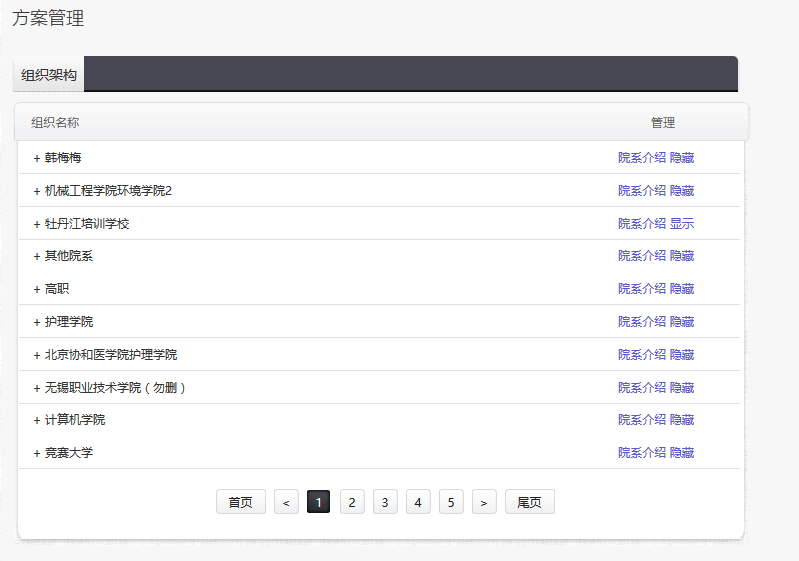 方案管理
组织架构
组织名称 管理
+ 韩梅梅 院系介绍 隐藏
+ 机械工程学院环境学院2 院系介绍 隐藏
+ 牡丹江培训学校 院系介绍 显示
+ 其他院系 院系介绍 隐藏
+ 高职 院系介绍 隐藏
+ 护理学院 院系介绍 隐藏
+ 北京协和医学院护理学院 院系介绍 隐藏
+ 无锡职业技术学院（勿删） 院系介绍 隐藏
+ 计算机学院 院系介绍 隐藏
+ 竞赛大学 院系介绍 隐藏
首页 < 1 2 3 4 5 > 尾页